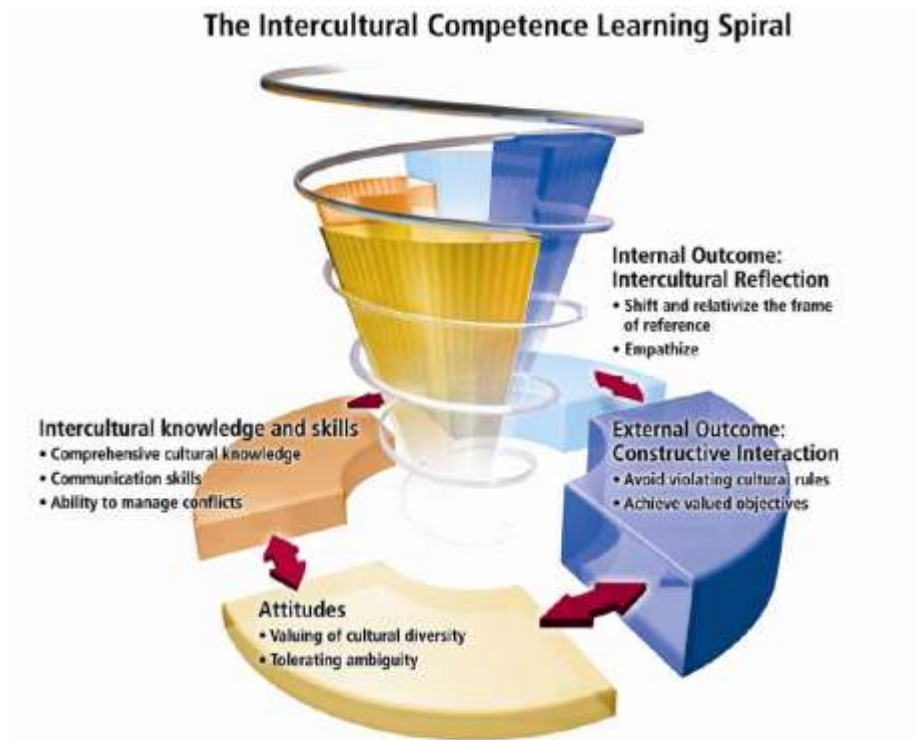 The Intercultural Competence Learning Spiral
Internal Outcome:
Intercultural Reflection
• Shift and relativize the frame
of reference
• Empathize
Intercultural knowledge and skills
• Comprehensive cultural knowledge
• Communication skills
• Ability to manage conflicts
External Outcome:
Constructive Interaction
• Avoid violating cultural rules
• Achieve valued objectives
Attitudes
• Valuing of cultural diversity
• Tolerating ambiguity